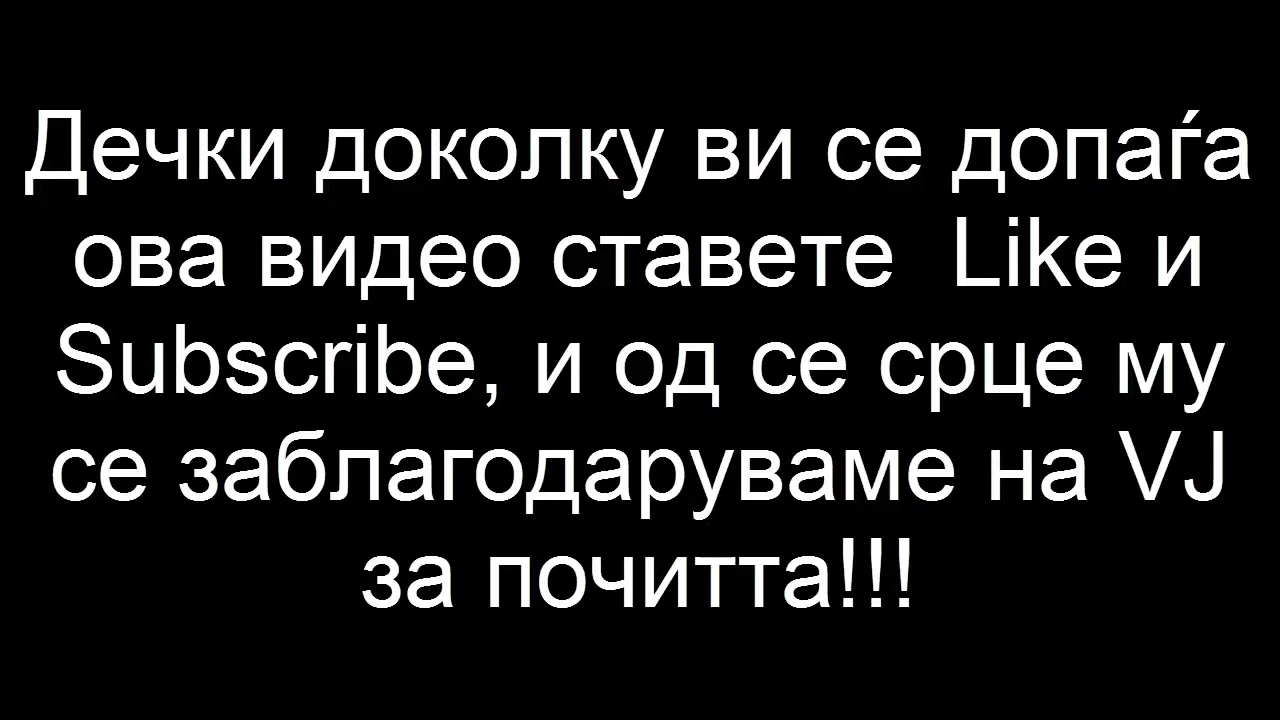 Дечки доколку ви се допаѓа
ова видео ставете Like и
Subscribe, и од се срце му
се заблагодаруваме на VJ
за почитта!!!